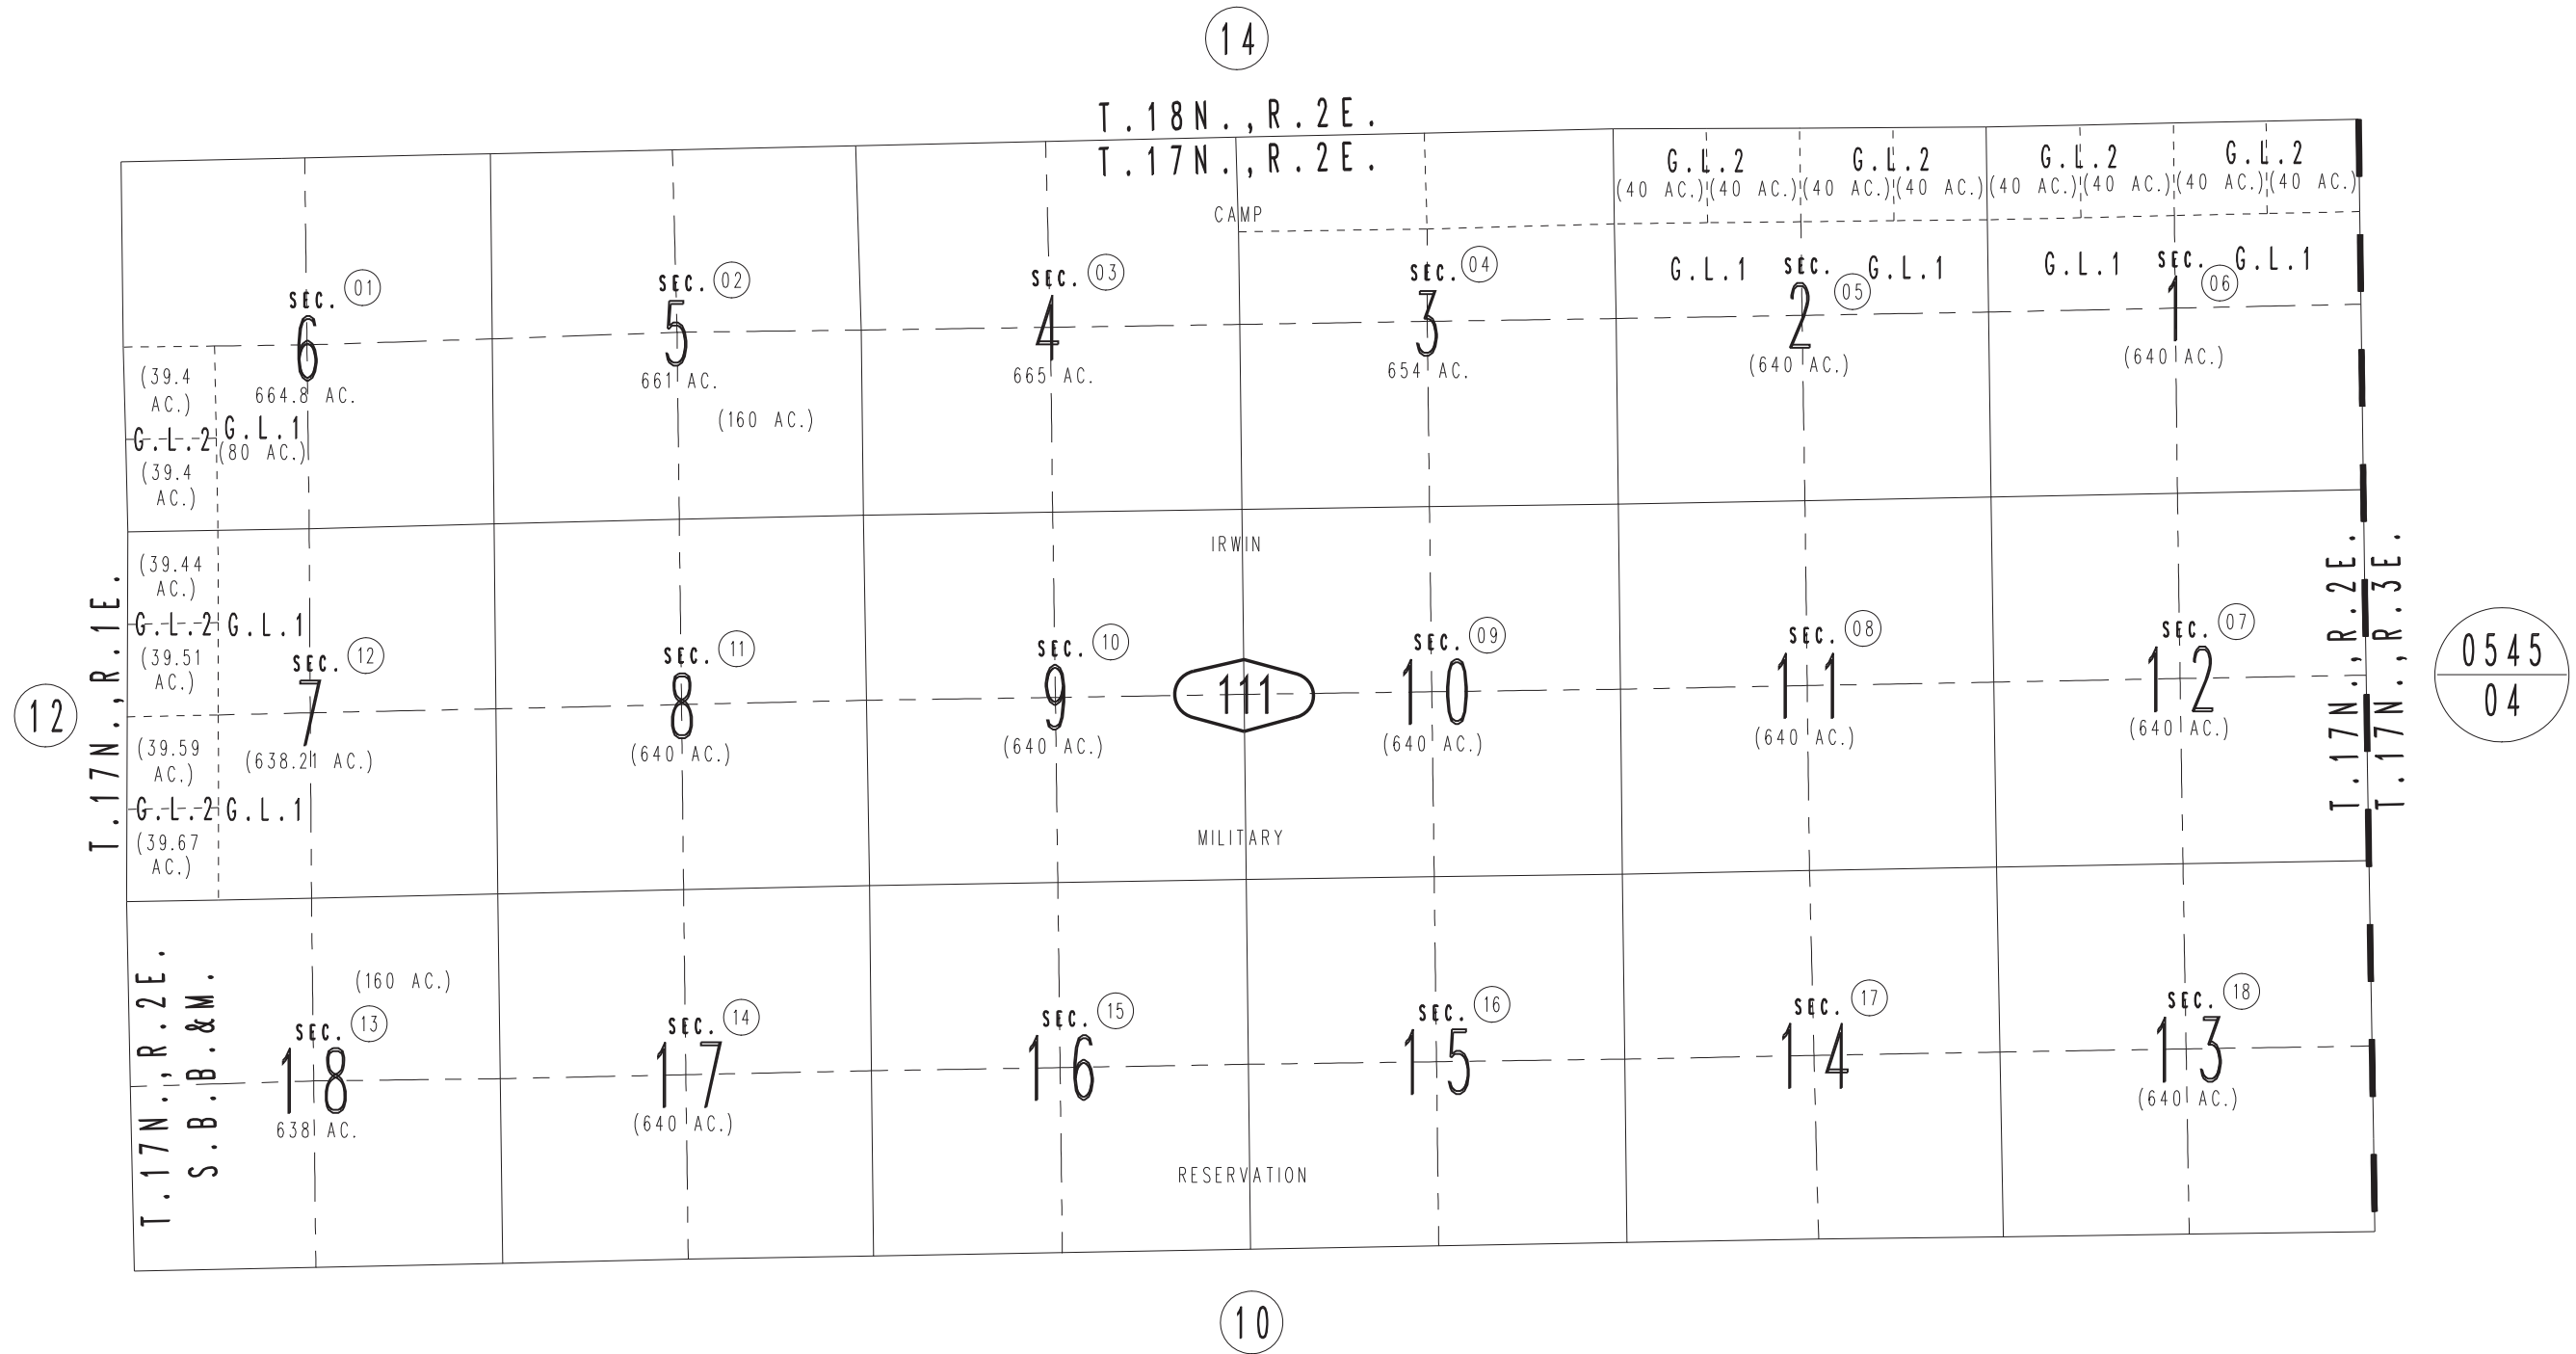 14
T.18N.,R.2E.
T.17N.,R.2E.
G.L.2 G.L.2 G.L.2 G.L.2
(40 AC.) (40 AC.) (40 AC.) (40 AC.) (40 AC.) (40 AC.) (40 AC.) (40 AC.)
CAMP
G.L.1 G.L.1 G.L.1 G.L.1
SEC. 01
6
664.8 AC.
(39.4
AC.)
G.L.2 G.L.1
(80 AC.)
(39.4
AC.)
SEC. 02
5
661 AC.
(160 AC.)
SEC. 03
4
665 AC.
SEC. 04
3
654 AC.
SEC. 05
2
(640 AC.)
SEC. 06
1
(640 AC.)
IRWIN
T.17N.,R.1E.
12
(39.44
AC.)
G.L.2 G.L.1
(39.51
AC.)
SEC. 12
7
(638.21 AC.)
(39.59
AC.)
G.L.2 G.L.1
(39.67
AC.)
SEC. 11
8
(640 AC.)
SEC. 10
9
(640 AC.)
111
SEC. 09
10
(640 AC.)
SEC. 08
11
(640 AC.)
SEC. 07
12
(640 AC.)
T.17N.,R.2E.
T.17N.,R.3E.
0545
04
MILITARY
T.17N.,R.2E.
S.B.B.&M.
(160 AC.)
SEC. 13
18
638 AC.
SEC. 14
17
(640 AC.)
SEC. 15
16
SEC. 16
15
SEC. 17
14
SEC. 18
13
(640 AC.)
RESERVATION
10